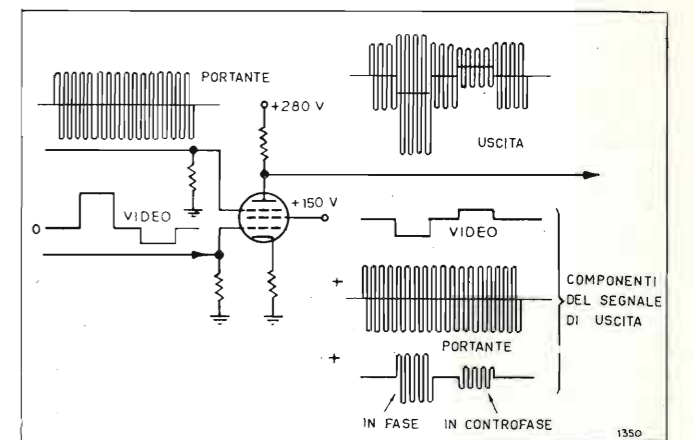 PORTANTE
+280 V
USCITA
+150 V
VIDEO
0
VIDEO
+
COMPONENTI
DEL SEGNALE
DI USCITA
PORTANTE
+
IN FASE
IN CONTROFASE
1350